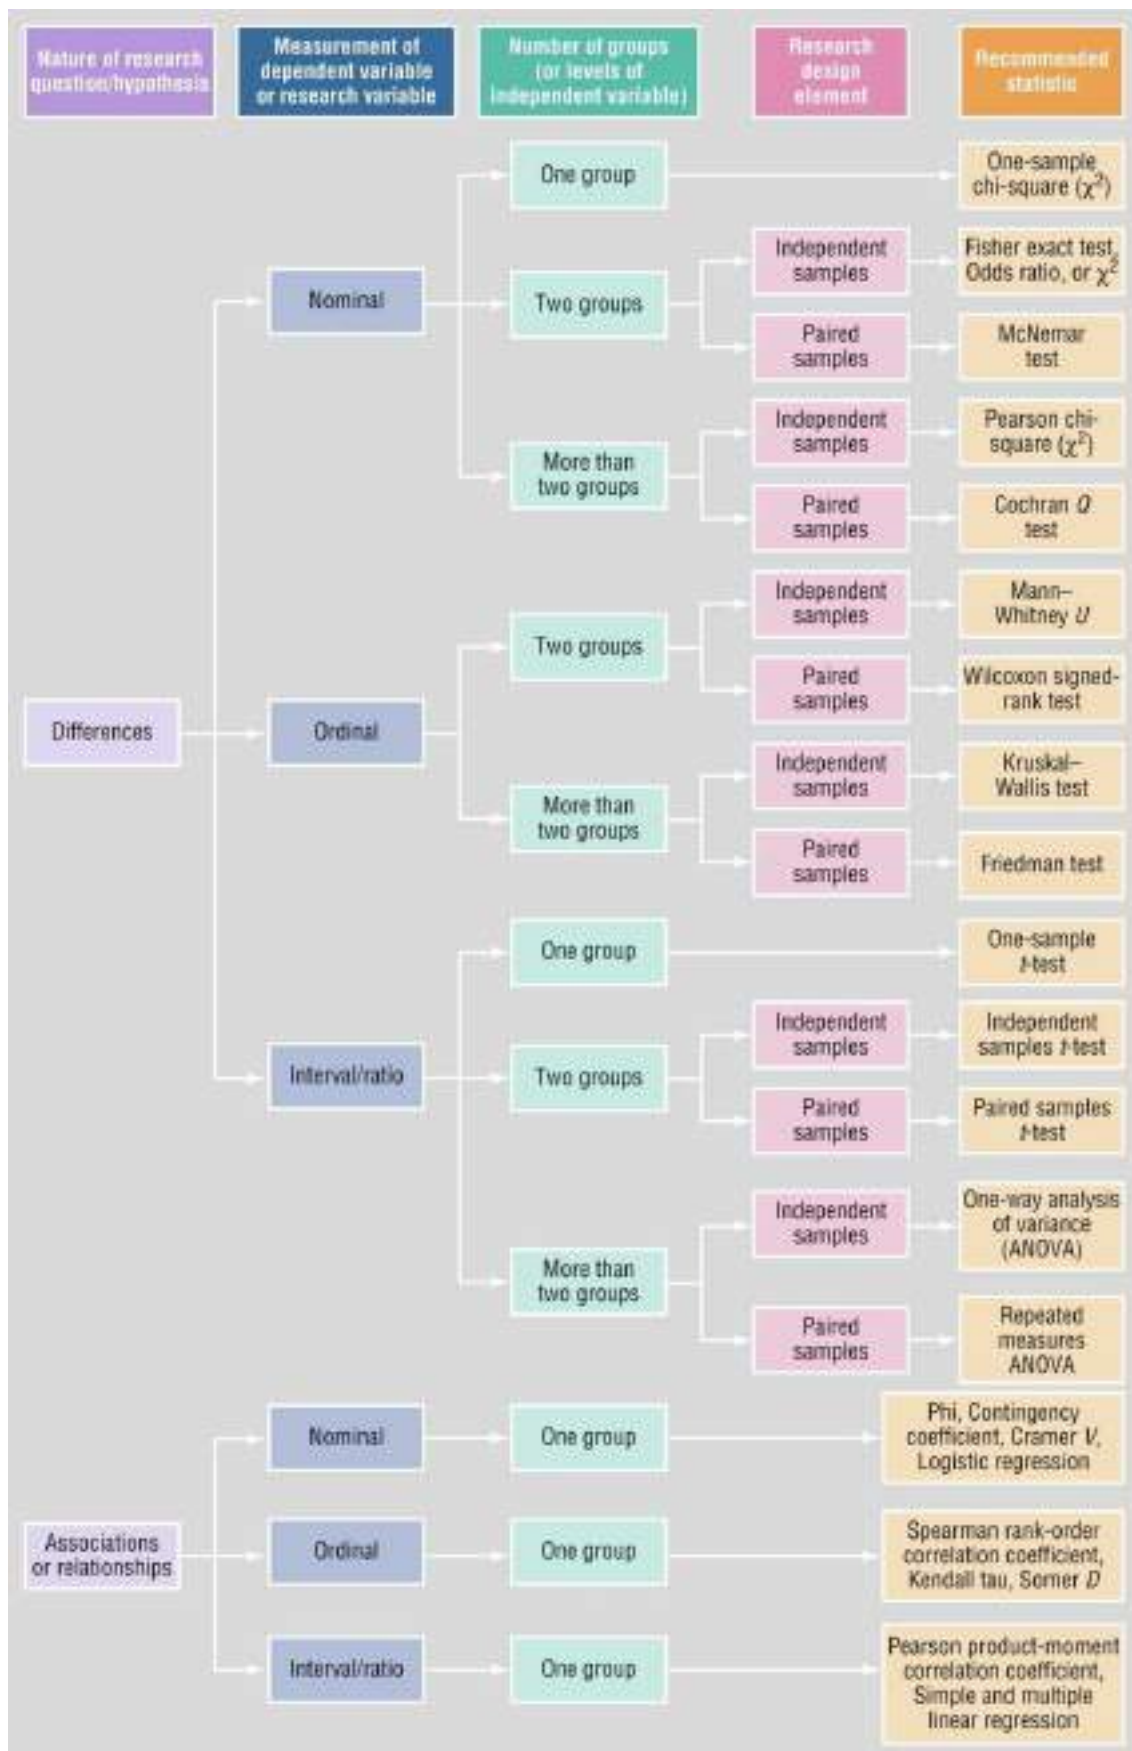 Nature of research
question/hypothesis
Measurement of
dependent variable
or research variable
Number of groups
(or levels of
independent variable)
Research
design
element
Recommended
statistic
One group
One-sample
chi-square (χ²)
Nominal
Two groups
Independent
samples
Fisher exact test,
Odds ratio, or χ²
Paired
samples
McNemar
test
More than
two groups
Independent
samples
Pearson chi-
square (χ²)
Paired
samples
Cochran Q
test
Differences
Ordinal
Two groups
Independent
samples
Mann–
Whitney U
Paired
samples
Wilcoxon signed-
rank test
More than
two groups
Independent
samples
Kruskal–
Wallis test
Paired
samples
Friedman test
Interval/ratio
One group
One-sample
t-test
Two groups
Independent
samples
Independent
samples t-test
Paired
samples
Paired samples
t-test
More than
two groups
Independent
samples
One-way analysis
of variance
(ANOVA)
Paired
samples
Repeated
measures
ANOVA
Associations
or relationships
Nominal
One group
Phi, Contingency
coefficient, Cramer V,
Logistic regression
Ordinal
One group
Spearman rank-order
correlation coefficient,
Kendall tau, Somer D
Interval/ratio
One group
Pearson product-moment
correlation coefficient,
Simple and multiple
linear regression